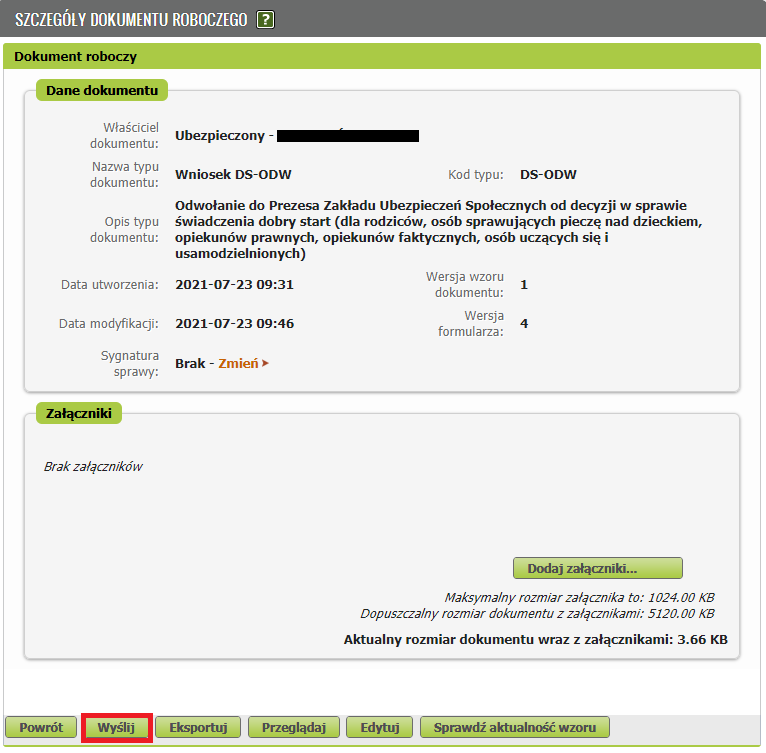 SZCZEGÓŁY DOKUMENTU ROBOCZEGO ?
Dokument roboczy
Dane dokumentu
Właściciel
dokumentu:
Ubezpieczony -
Nazwa typu
dokumentu:
Wniosek DS-ODW
Kod typu:
DS-ODW
Opis typu
dokumentu:
Odwołanie do Prezesa Zakładu Ubezpieczeń Społecznych od decyzji w sprawie
świadczenia dobry start (dla rodziców, osób sprawujących pieczę nad dzieckiem,
opiekunów prawnych, opiekunów faktycznych, osób uczących się i
usamodzielnionych)
Data utworzenia:
2021-07-23 09:31
Wersja wzoru
dokumentu:
1
Data modyfikacji:
2021-07-23 09:46
Wersja
formularza:
4
Sygnatura
sprawy:
Brak - Zmień
Załączniki
Brak załączników
Dodaj załączniki...
Maksymalny rozmiar załącznika to: 1024.00 KB
Dopuszczalny rozmiar dokumentu z załącznikami: 5120.00 KB
Aktualny rozmiar dokumentu wraz z załącznikami: 3.66 KB
Powrót
Wyślij
Eksportuj
Przeglądaj
Edytuj
Sprawdź aktualność wzoru